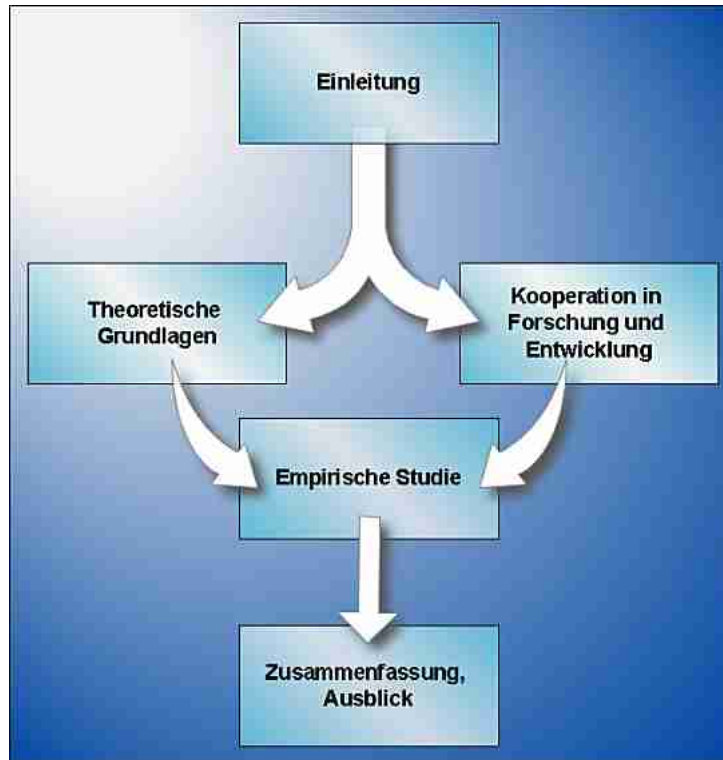 Einleitung
Theoretische
Grundlagen
Kooperation in
Forschung und
Entwicklung
Empirische Studie
Zusammenfassung,
Ausblick